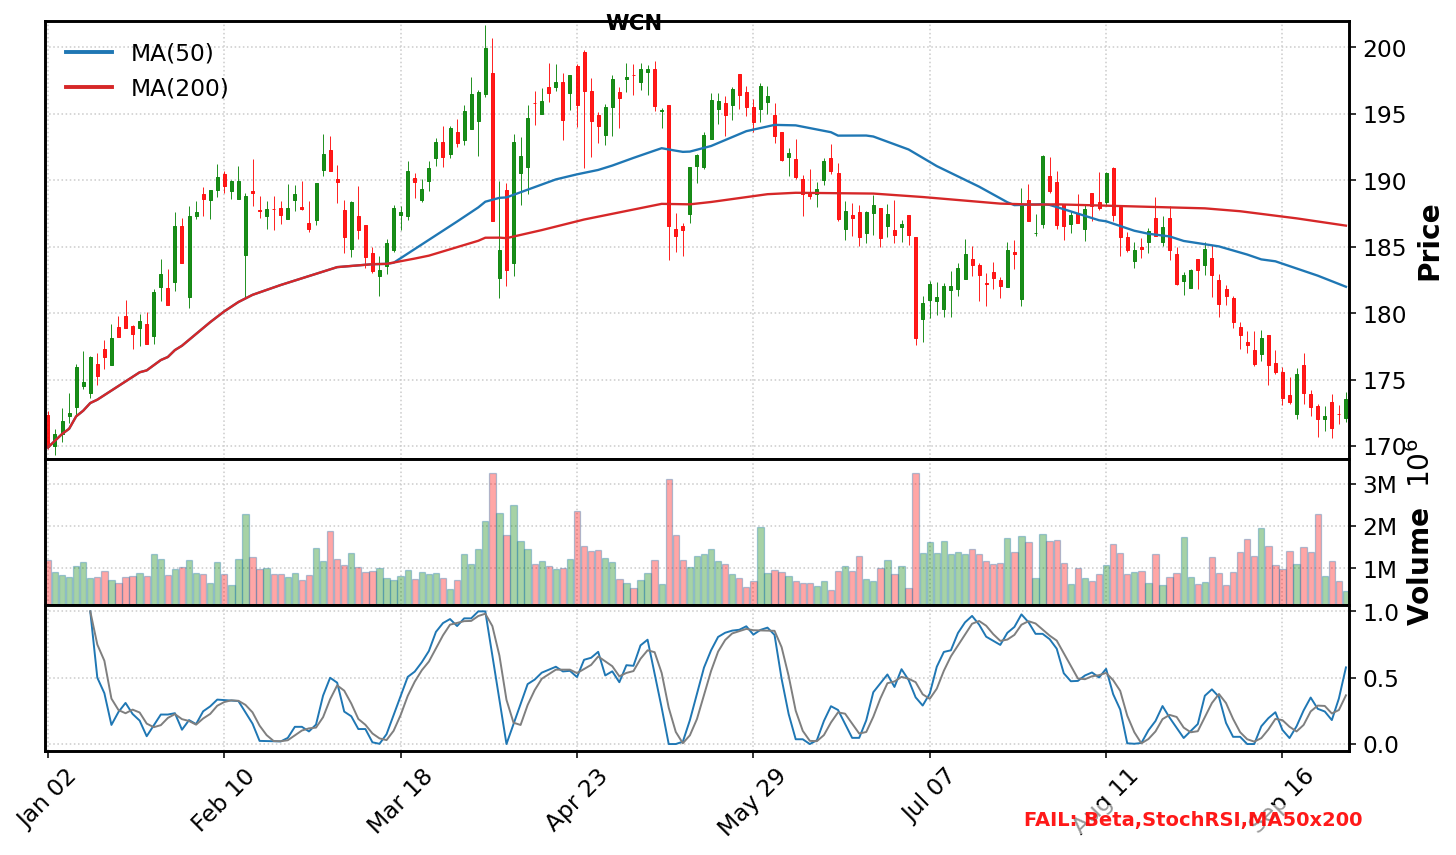 WCN
MA(50)
MA(200)
200
195
190
185
180
175
170
Price
10⁶
3M
2M
1M
Volume
1.0
0.5
0.0
Jan 02
Feb 10
Mar 18
Apr 23
May 29
Jul 07
Aug 11
Sep 16
FAIL: Beta,StochRSI,MA50x200